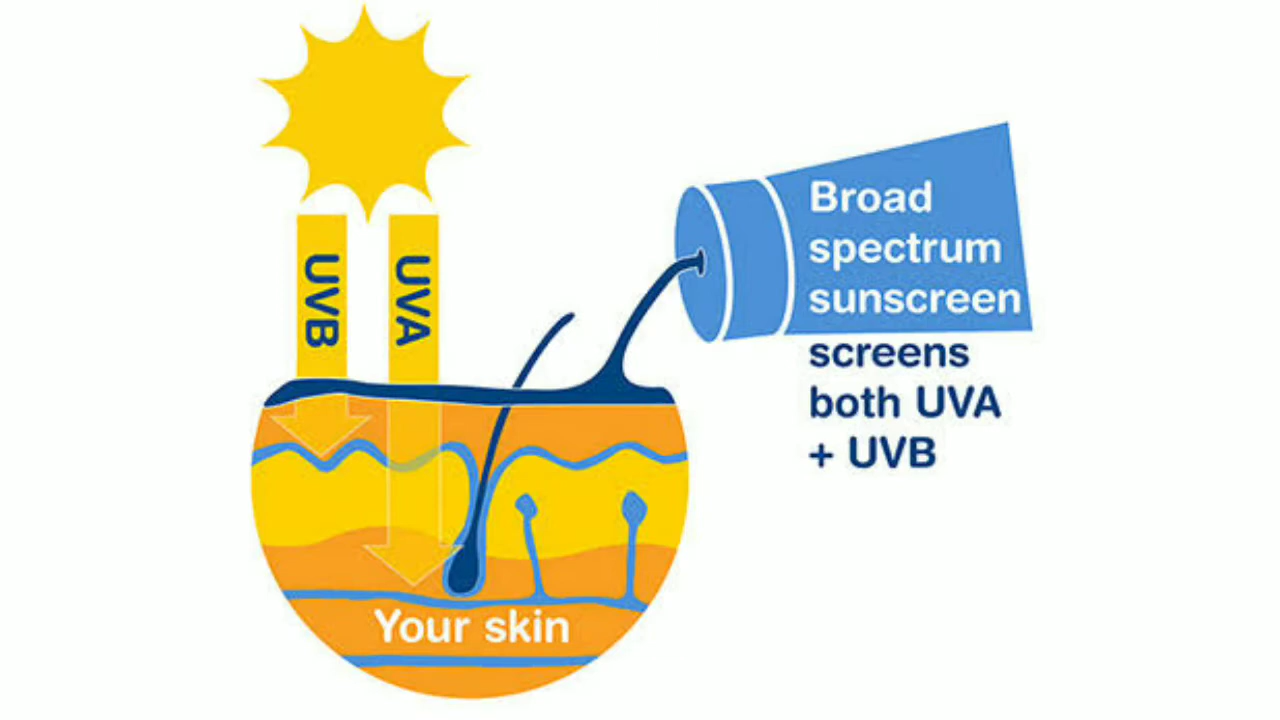 UVB
UVA
Broad
spectrum
sunscreen
screens
both UVA
+ UVB
Your skin